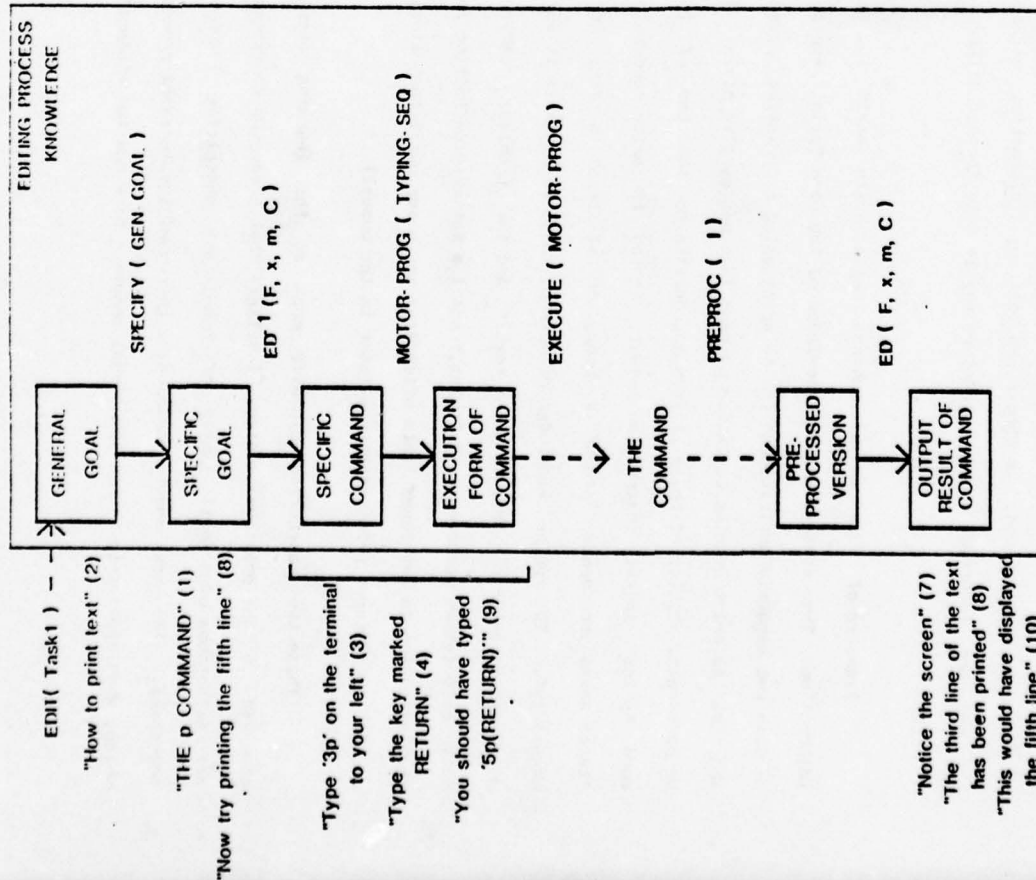 EDITING PROCESS
KNOWLEDGE
EDIT( Task1 )
GENERAL
GOAL
SPECIFY ( GEN-GOAL )
"How to print text" (2)
SPECIFIC
GOAL
"THE p COMMAND" (1)
"Now try printing the fifth line" (8)
ED⁻¹ (F, x, m, C)
SPECIFIC
COMMAND
"Type '3p' on the terminal
to your left" (3)
MOTOR-PROG ( TYPING-SEQ )
"Type the key marked
RETURN" (4)
EXECUTION
FORM OF
COMMAND
"You should have typed
'5p(RETURN)'" (9)
EXECUTE ( MOTOR-PROG )
THE
COMMAND
PREPROC ( I )
PRE-
PROCESSED
VERSION
ED ( F, x, m, C )
OUTPUT
RESULT OF
COMMAND
"Notice the screen" (7)
"The third line of the text
has been printed" (8)
"This would have displayed
the fifth line"